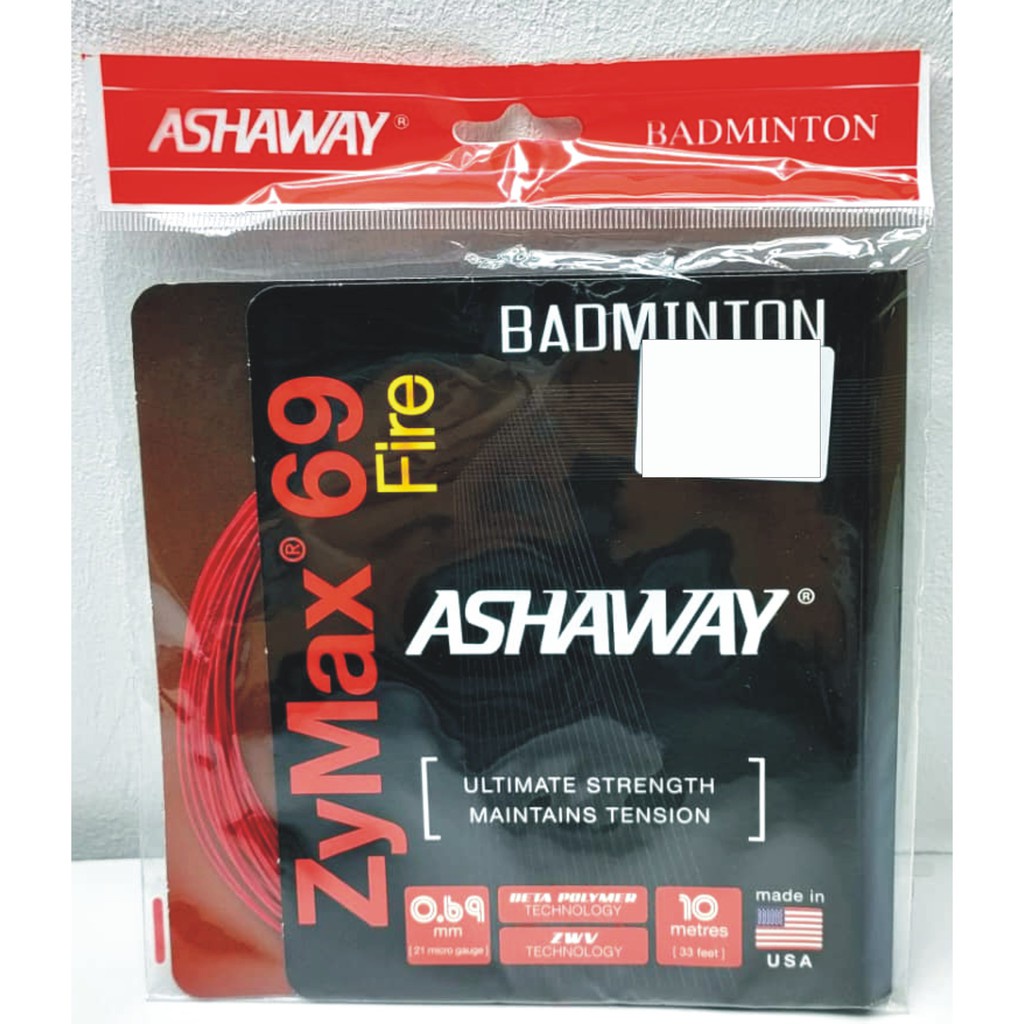 ASHAWAY®
BADMINTON
BADMINTON
ZyMax® 69
Fire
ASHAWAY®
ULTIMATE STRENGTH
MAINTAINS TENSION
0.69
mm
[ 21 micro gauge ]
BETA POLYMER
TECHNOLOGY
ZWV
TECHNOLOGY
10
metres
[ 33 feet ]
made in
USA